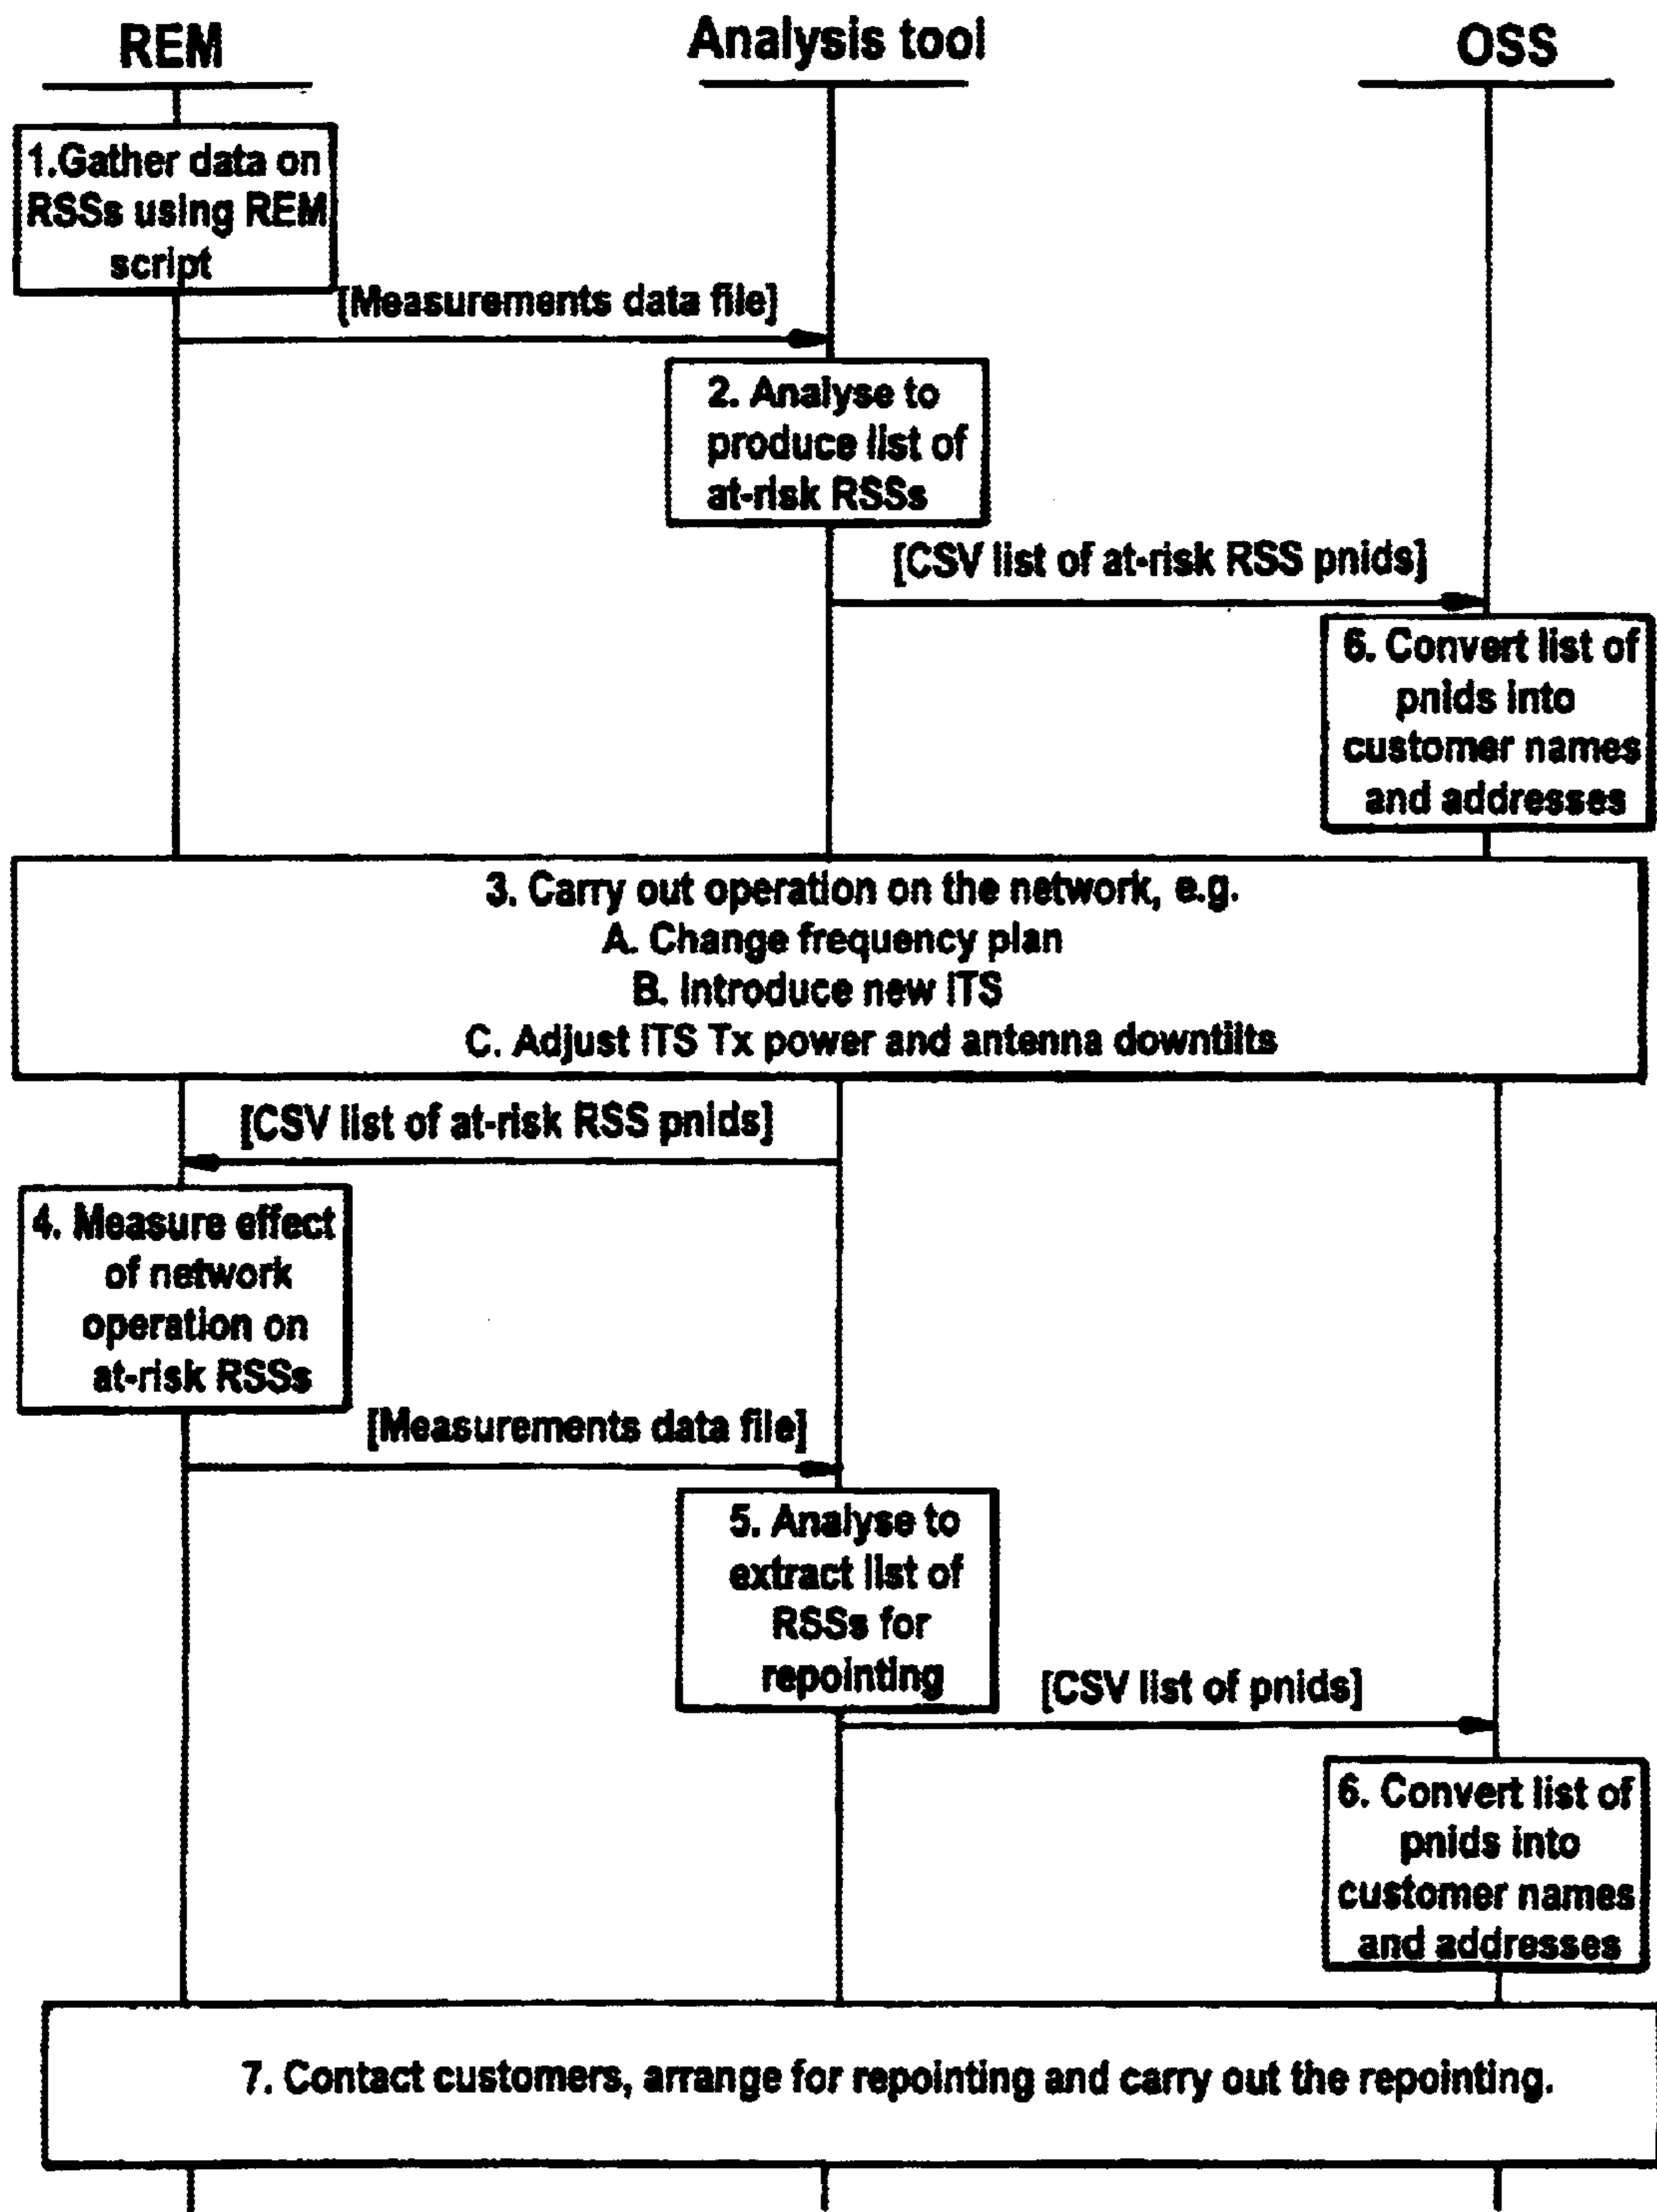 REM
Analysis tool
OSS
1.Gather data on
RSSs using REM
script
[Measurements data file]
2. Analyse to
produce list of
at-risk RSSs
[CSV list of at-risk RSS pnids]
6. Convert list of
pnids into
customer names
and addresses
3. Carry out operation on the network, e.g.
A. Change frequency plan
B. Introduce new ITS
C. Adjust ITS Tx power and antenna downtilts
[CSV list of at-risk RSS pnids]
4. Measure effect
of network
operation on
at-risk RSSs
[Measurements data file]
5. Analyse to
extract list of
RSSs for
repointing
[CSV list of pnids]
6. Convert list of
pnids into
customer names
and addresses
7. Contact customers, arrange for repointing and carry out the repointing.